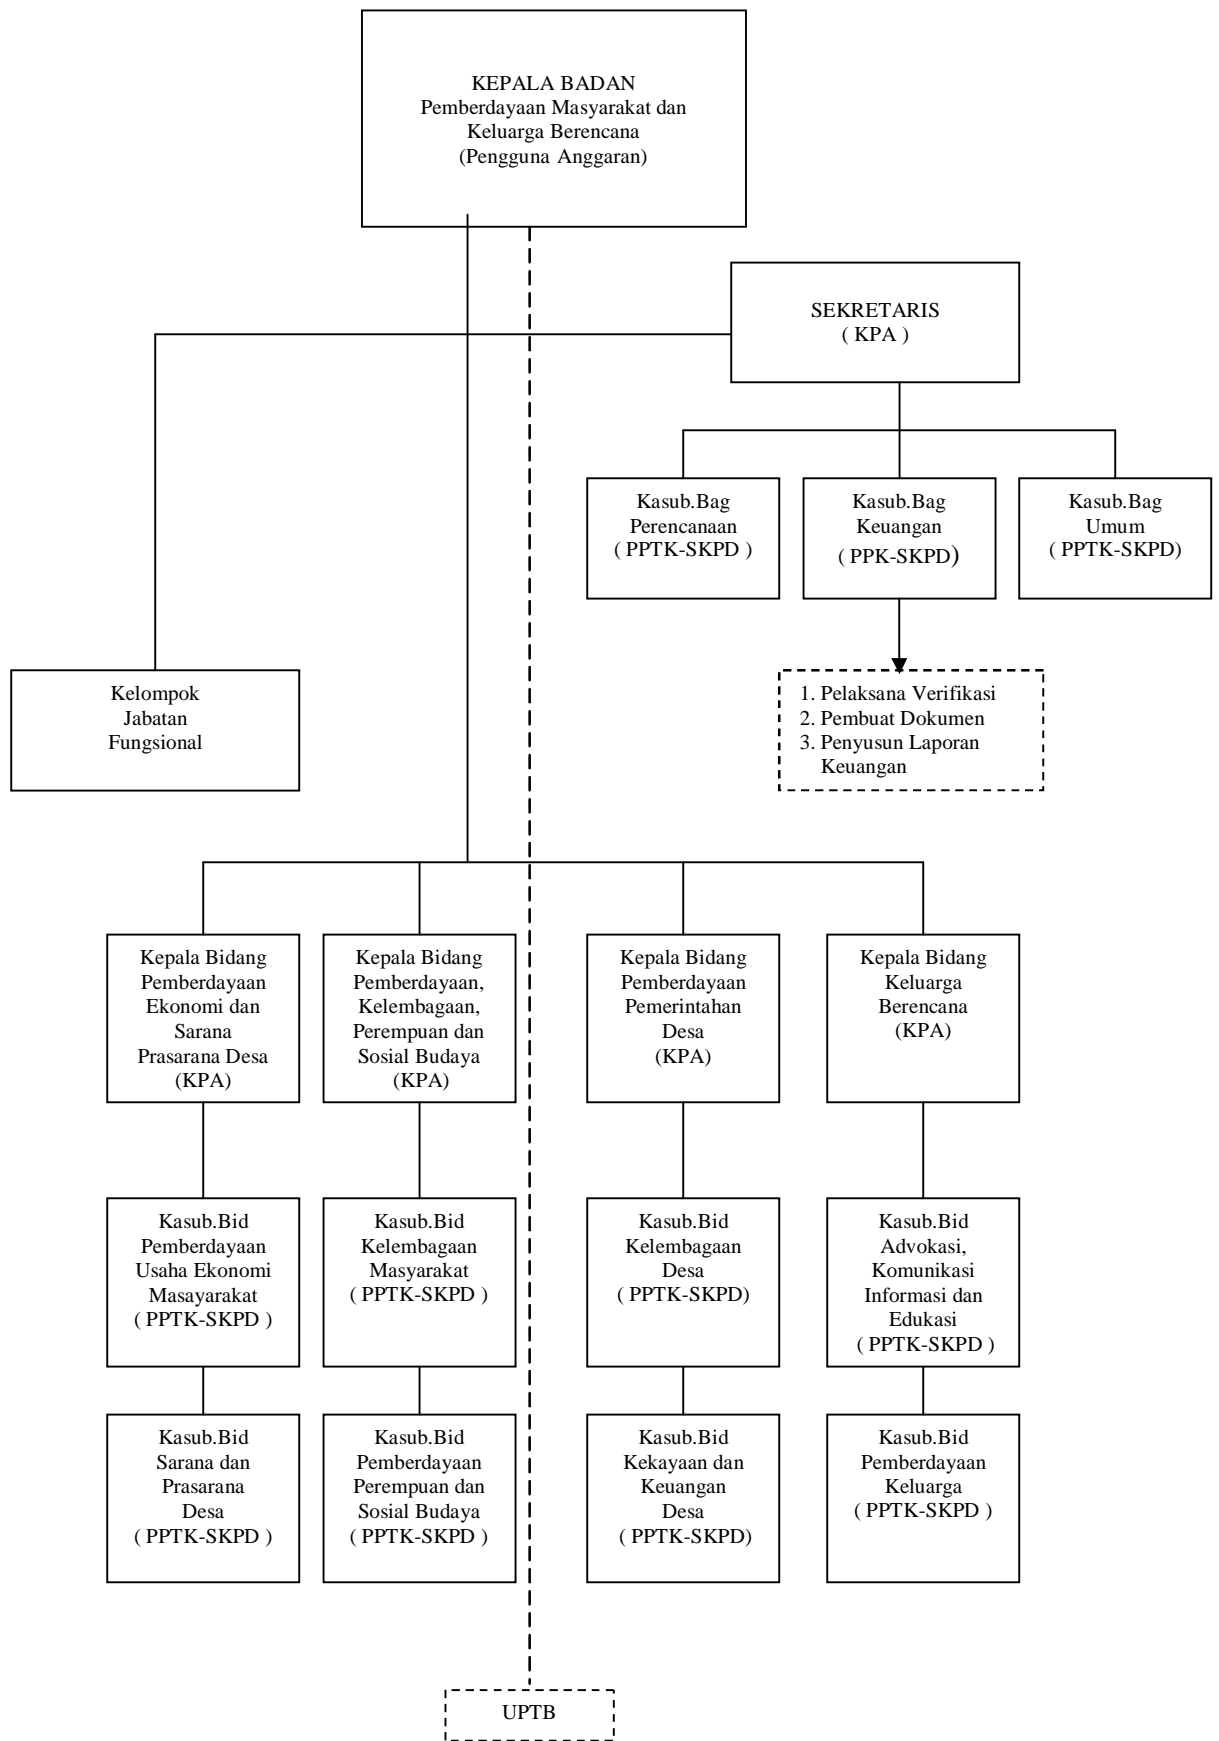 KEPALA BADAN
Pemberdayaan Masyarakat dan
Keluarga Berencana
(Pengguna Anggaran)
SEKRETARIS
( KPA )
Kasub.Bag
Perencanaan
( PPTK-SKPD )
Kasub.Bag
Keuangan
( PPK-SKPD)
Kasub.Bag
Umum
( PPTK-SKPD)
Kelompok
Jabatan
Fungsional
1. Pelaksana Verifikasi
2. Pembuat Dokumen
3. Penyusun Laporan
Keuangan
Kepala Bidang
Pemberdayaan
Ekonomi dan
Sarana
Prasarana Desa
(KPA)
Kepala Bidang
Pemberdayaan,
Kelembagaan,
Perempuan dan
Sosial Budaya
(KPA)
Kepala Bidang
Pemberdayaan
Pemerintahan
Desa
(KPA)
Kepala Bidang
Keluarga
Berencana
(KPA)
Kasub.Bid
Pemberdayaan
Usaha Ekonomi
Masayarakat
( PPTK-SKPD )
Kasub.Bid
Kelembagaan
Masyarakat
( PPTK-SKPD )
Kasub.Bid
Kelembagaan
Desa
( PPTK-SKPD)
Kasub.Bid
Advokasi,
Komunikasi
Informasi dan
Edukasi
( PPTK-SKPD )
Kasub.Bid
Sarana dan
Prasarana
Desa
( PPTK-SKPD )
Kasub.Bid
Pemberdayaan
Perempuan dan
Sosial Budaya
( PPTK-SKPD )
Kasub.Bid
Kekayaan dan
Keuangan
Desa
( PPTK-SKPD)
Kasub.Bid
Pemberdayaan
Keluarga
( PPTK-SKPD )
UPTB